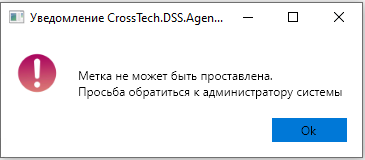 Уведомление CrossTech.DSS.Agen...
Метка не может быть проставлена.
Просьба обратиться к администратору системы
Ok